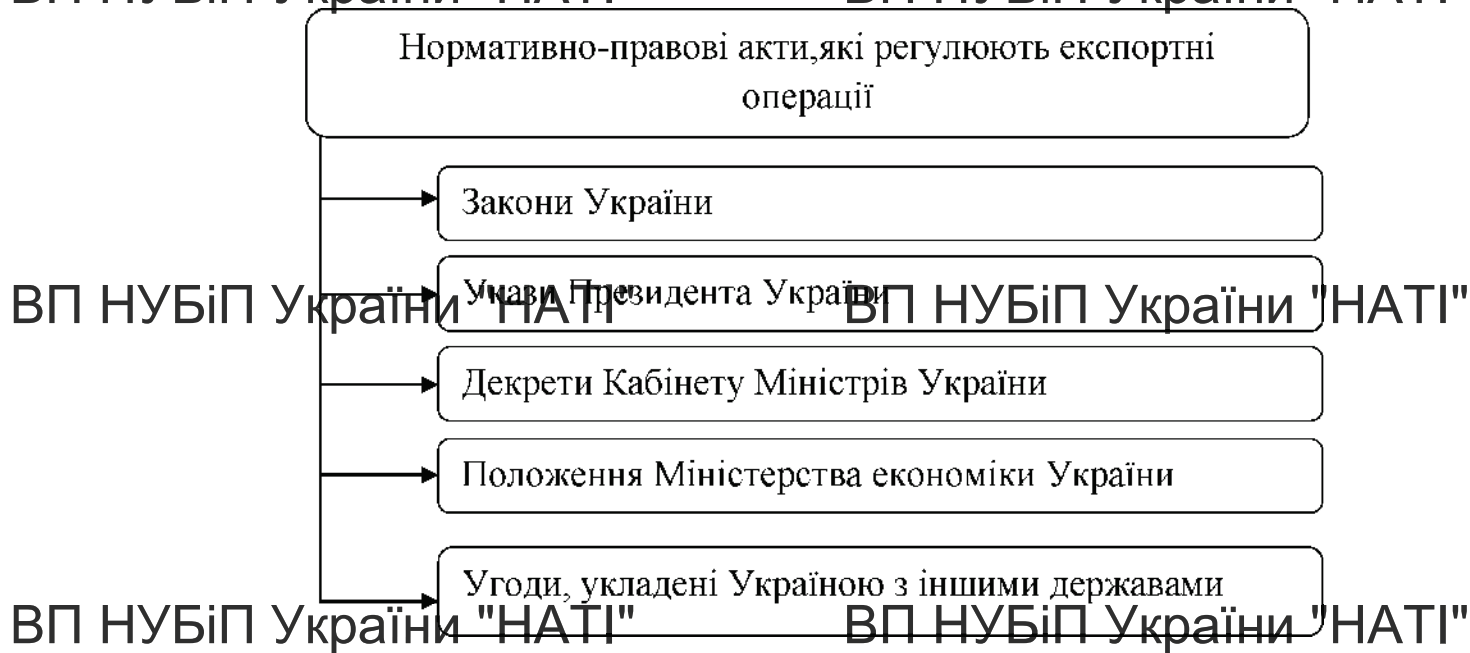 ВП НУБіП України "НАТІ" ВП НУБіП України "НАТІ"
Нормативно-правові акти,які регулюють експортні
операції
Закони України
Укази Президента України
ВП НУБіП України "НАТІ" ВП НУБіП України "НАТІ"
Декрети Кабінету Міністрів України
Положення Міністерства економіки України
Угоди, укладені Україною з іншими державами
ВП НУБіП України "НАТІ" ВП НУБіП України "НАТІ"